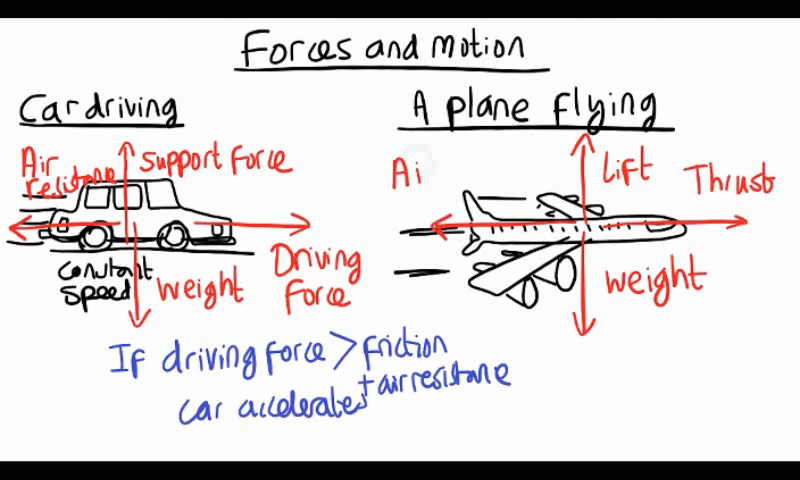 Forces and motion
Car driving
Air
resistance
Support force
Driving
force
Weight
Constant
speed
A plane flying
Ai
Lift
Thrust
Weight
If driving force > friction
+ air resistance
car accelerates